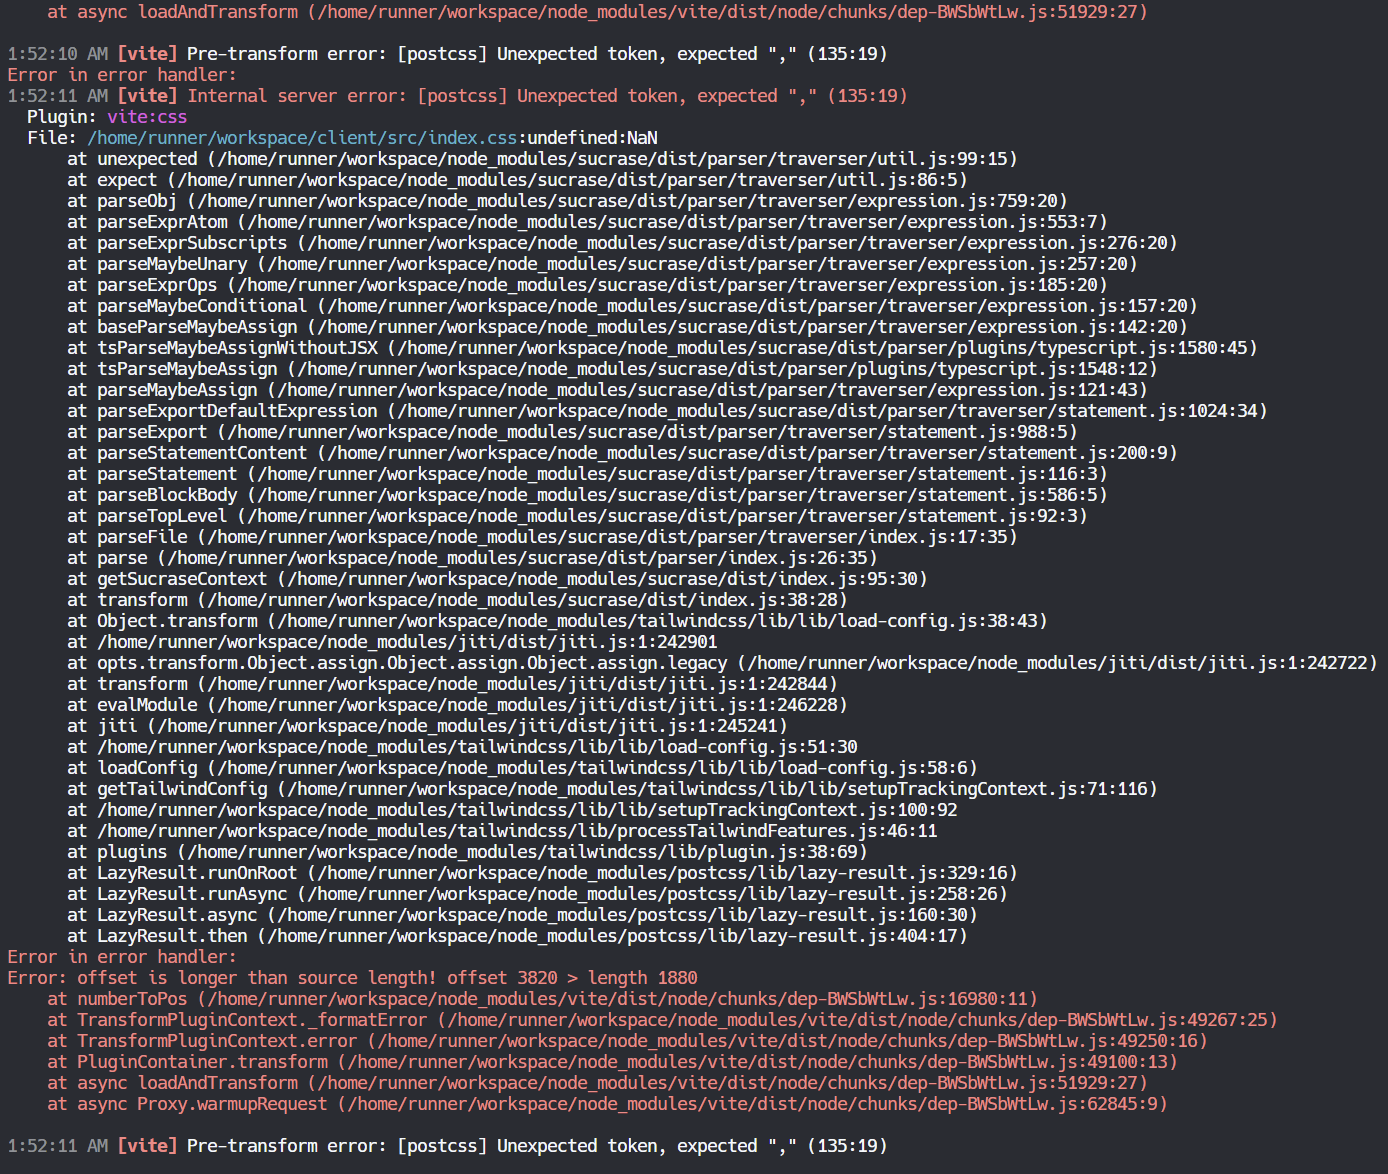 at async loadAndTransform (/home/runner/workspace/node_modules/vite/dist/node/chunks/dep-BWSbWtLw.js:51929:27)
1:52:10 AM [vite] Pre-transform error: [postcss] Unexpected token, expected "," (135:19)
Error in error handler:
1:52:11 AM [vite] Internal server error: [postcss] Unexpected token, expected "," (135:19)
Plugin: vite:css
File: /home/runner/workspace/client/src/index.css:undefined:NaN
at unexpected (/home/runner/workspace/node_modules/sucrase/dist/parser/traverser/util.js:99:15)
at expect (/home/runner/workspace/node_modules/sucrase/dist/parser/traverser/util.js:86:5)
at parseObj (/home/runner/workspace/node_modules/sucrase/dist/parser/traverser/expression.js:759:20)
at parseExprAtom (/home/runner/workspace/node_modules/sucrase/dist/parser/traverser/expression.js:553:7)
at parseExprSubscripts (/home/runner/workspace/node_modules/sucrase/dist/parser/traverser/expression.js:276:20)
at parseMaybeUnary (/home/runner/workspace/node_modules/sucrase/dist/parser/traverser/expression.js:257:20)
at parseExprOps (/home/runner/workspace/node_modules/sucrase/dist/parser/traverser/expression.js:185:20)
at parseMaybeConditional (/home/runner/workspace/node_modules/sucrase/dist/parser/traverser/expression.js:157:20)
at baseParseMaybeAssign (/home/runner/workspace/node_modules/sucrase/dist/parser/traverser/expression.js:142:20)
at tsParseMaybeAssignWithoutJSX (/home/runner/workspace/node_modules/sucrase/dist/parser/plugins/typescript.js:1580:45)
at tsParseMaybeAssign (/home/runner/workspace/node_modules/sucrase/dist/parser/plugins/typescript.js:1548:12)
at parseMaybeAssign (/home/runner/workspace/node_modules/sucrase/dist/parser/traverser/expression.js:121:43)
at parseExportDefaultExpression (/home/runner/workspace/node_modules/sucrase/dist/parser/traverser/statement.js:1024:34)
at parseExport (/home/runner/workspace/node_modules/sucrase/dist/parser/traverser/statement.js:988:5)
at parseStatementContent (/home/runner/workspace/node_modules/sucrase/dist/parser/traverser/statement.js:200:9)
at parseStatement (/home/runner/workspace/node_modules/sucrase/dist/parser/traverser/statement.js:116:3)
at parseBlockBody (/home/runner/workspace/node_modules/sucrase/dist/parser/traverser/statement.js:586:5)
at parseTopLevel (/home/runner/workspace/node_modules/sucrase/dist/parser/traverser/statement.js:92:3)
at parseFile (/home/runner/workspace/node_modules/sucrase/dist/parser/traverser/index.js:17:35)
at parse (/home/runner/workspace/node_modules/sucrase/dist/parser/index.js:26:35)
at getSucraseContext (/home/runner/workspace/node_modules/sucrase/dist/index.js:95:30)
at transform (/home/runner/workspace/node_modules/sucrase/dist/index.js:38:28)
at Object.transform (/home/runner/workspace/node_modules/tailwindcss/lib/lib/load-config.js:38:43)
at /home/runner/workspace/node_modules/jiti/dist/jiti.js:1:242901
at opts.transform.Object.assign.Object.assign.Object.assign.legacy (/home/runner/workspace/node_modules/jiti/dist/jiti.js:1:242722)
at transform (/home/runner/workspace/node_modules/jiti/dist/jiti.js:1:242844)
at evalModule (/home/runner/workspace/node_modules/jiti/dist/jiti.js:1:246228)
at jiti (/home/runner/workspace/node_modules/jiti/dist/jiti.js:1:245241)
at /home/runner/workspace/node_modules/tailwindcss/lib/lib/load-config.js:51:30
at loadConfig (/home/runner/workspace/node_modules/tailwindcss/lib/lib/load-config.js:58:6)
at getTailwindConfig (/home/runner/workspace/node_modules/tailwindcss/lib/lib/setupTrackingContext.js:71:116)
at /home/runner/workspace/node_modules/tailwindcss/lib/lib/setupTrackingContext.js:100:92
at /home/runner/workspace/node_modules/tailwindcss/lib/processTailwindFeatures.js:46:11
at plugins (/home/runner/workspace/node_modules/tailwindcss/lib/plugin.js:38:69)
at LazyResult.runOnRoot (/home/runner/workspace/node_modules/postcss/lib/lazy-result.js:329:16)
at LazyResult.runAsync (/home/runner/workspace/node_modules/postcss/lib/lazy-result.js:258:26)
at LazyResult.async (/home/runner/workspace/node_modules/postcss/lib/lazy-result.js:160:30)
at LazyResult.then (/home/runner/workspace/node_modules/postcss/lib/lazy-result.js:404:17)
Error in error handler:
Error: offset is longer than source length! offset 3820 > length 1880
at numberToPos (/home/runner/workspace/node_modules/vite/dist/node/chunks/dep-BWSbWtLw.js:16980:11)
at TransformPluginContext._formatError (/home/runner/workspace/node_modules/vite/dist/node/chunks/dep-BWSbWtLw.js:49267:25)
at TransformPluginContext.error (/home/runner/workspace/node_modules/vite/dist/node/chunks/dep-BWSbWtLw.js:49250:16)
at PluginContainer.transform (/home/runner/workspace/node_modules/vite/dist/node/chunks/dep-BWSbWtLw.js:49100:13)
at async loadAndTransform (/home/runner/workspace/node_modules/vite/dist/node/chunks/dep-BWSbWtLw.js:51929:27)
at async Proxy.warmupRequest (/home/runner/workspace/node_modules/vite/dist/node/chunks/dep-BWSbWtLw.js:62845:9)
1:52:11 AM [vite] Pre-transform error: [postcss] Unexpected token, expected "," (135:19)